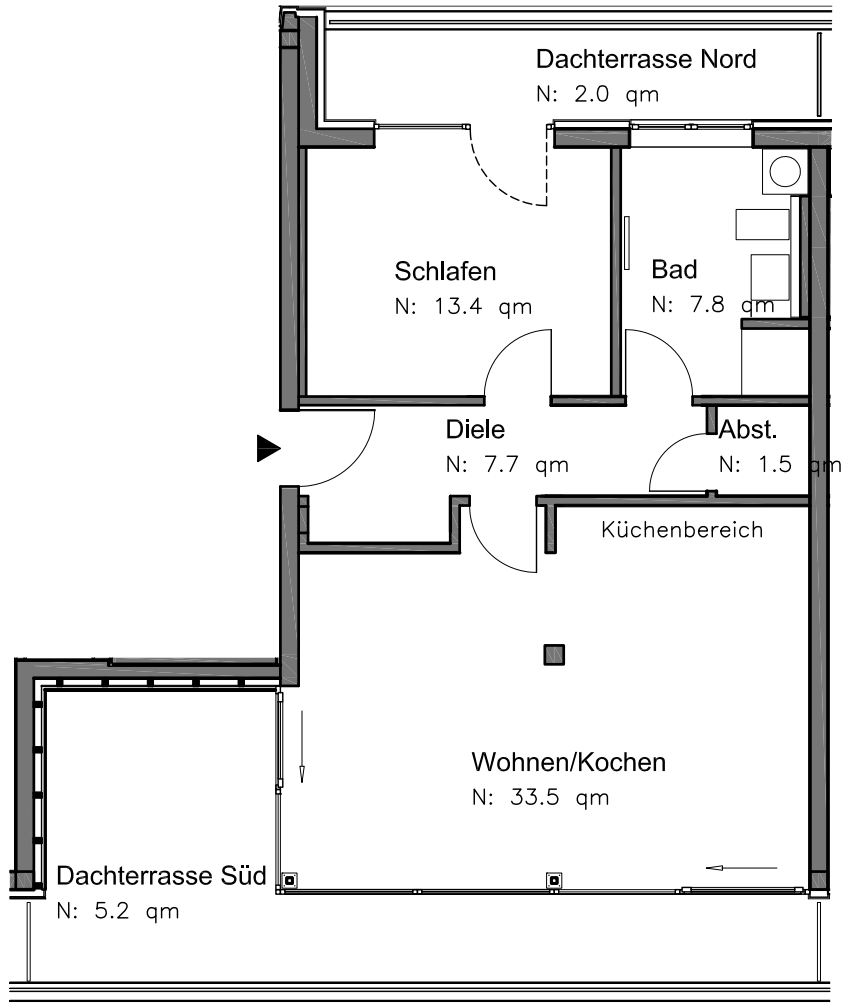 Dachterrasse Nord
N: 2.0 qm
Schlafen
N: 13.4 qm
Bad
N: 7.8 qm
Diele
N: 7.7 qm
Abst.
N: 1.5 qm
Küchenbereich
Wohnen/Kochen
N: 33.5 qm
Dachterrasse Süd
N: 5.2 qm